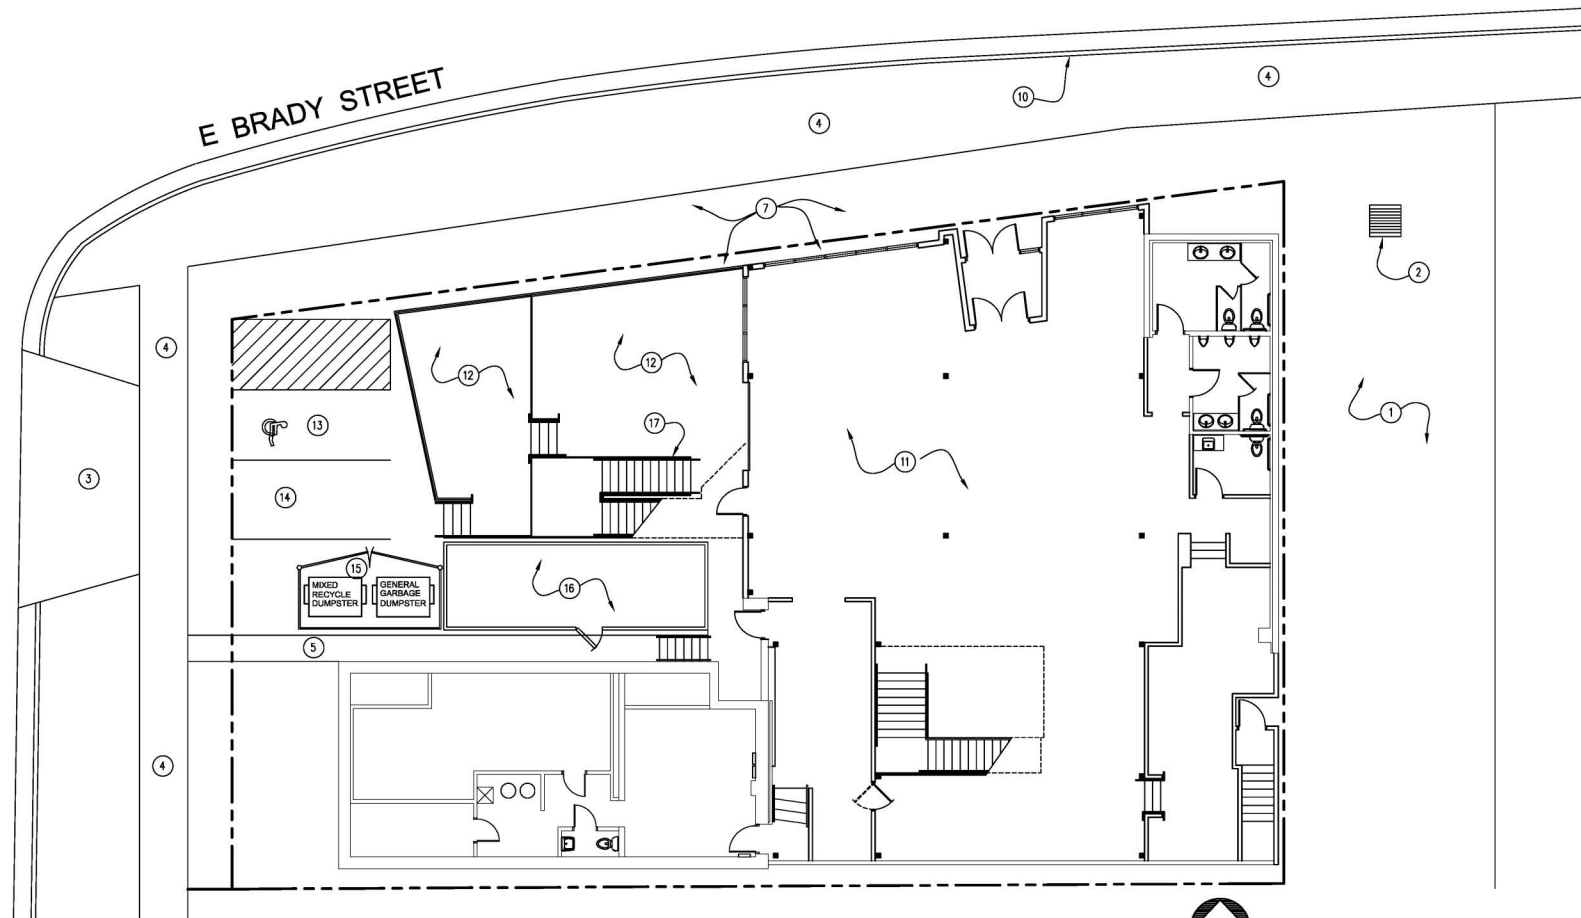 E BRADY STREET
4
10
4
7
2
4
12
12
13
17
1
11
3
14
15
MIXED
RECYCLE
DUMPSTER
GENERAL
GARBAGE
DUMPSTER
16
5
4